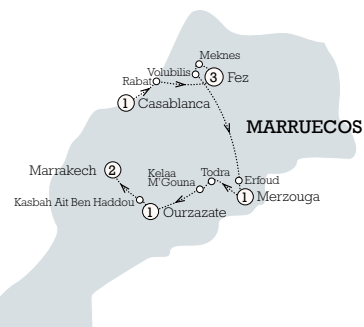 Meknes
Volubilis
Rabat
3 Fez
1 Casablanca
MARRUECOS
Marrakech 2
Kelaa
M'Gouna
Todra
Erfoud
1 Merzouga
Kasbah Ait Ben Haddou
1 Ourzazate